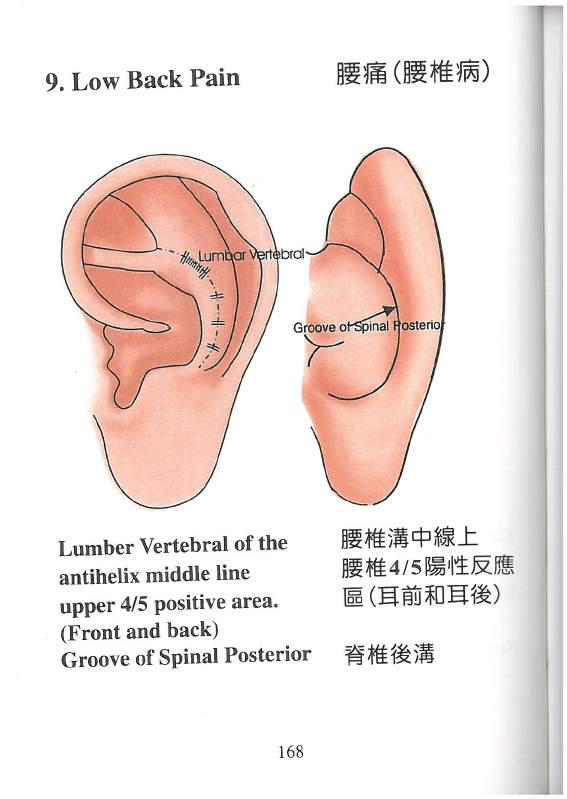 9. Low Back Pain
腰痛(腰椎病)
Lumbar Vertebral
Groove of Spinal Posterior
Lumber Vertebral of the
antihelix middle line
upper 4/5 positive area.
(Front and back)
Groove of Spinal Posterior
腰椎溝中線上
腰椎4/5陽性反應
區(耳前和耳後)
脊椎後溝
168